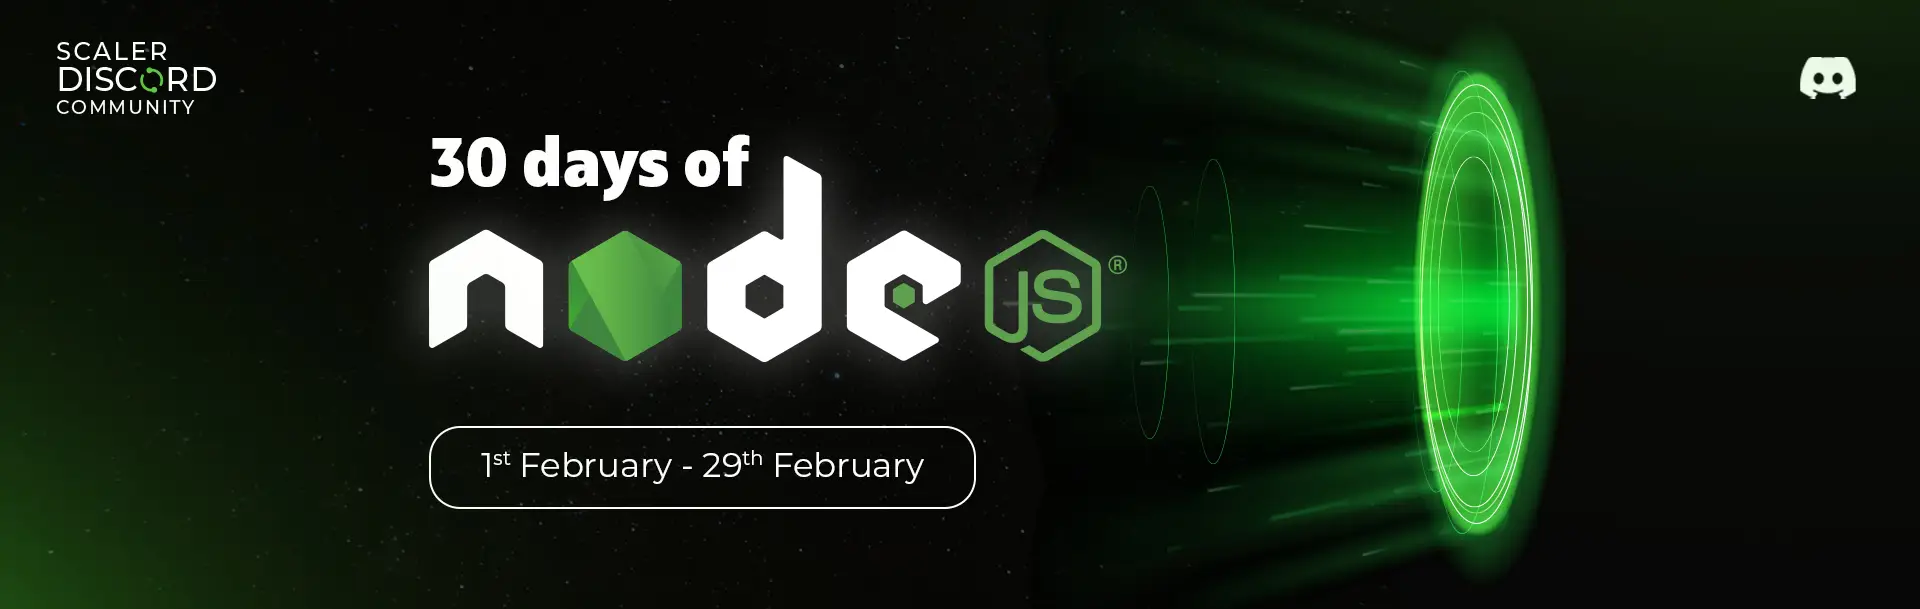 SCALER
DISCORD
COMMUNITY
30 days of
node JS ®
1st February - 29th February